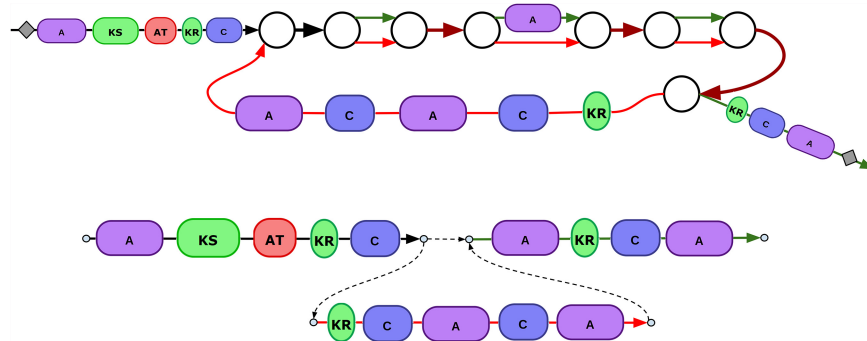 A KS AT KR C A
A C A C KR
KR C A
A KS AT KR C A KR C A
KR C A C A